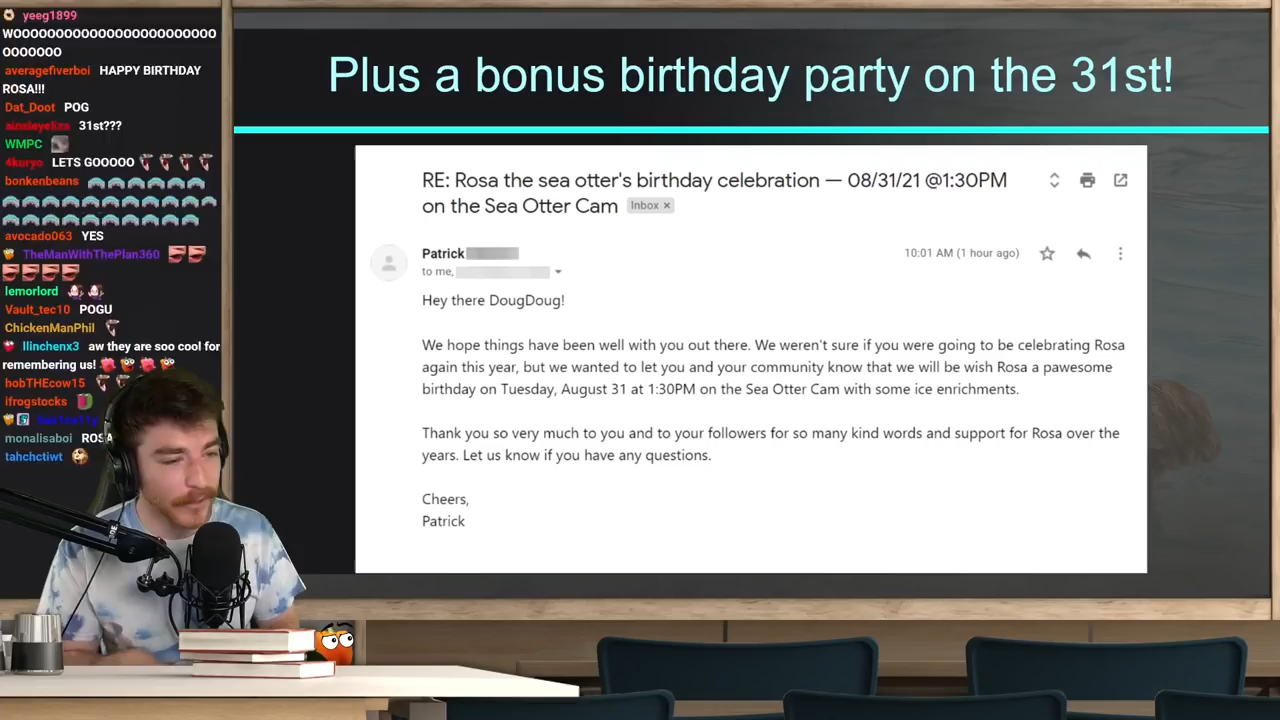 yeeg1899
WOOOOOOOOOOOOOOOOOOOOOOO
OOOOOOO
averagefiverboi HAPPY BIRTHDAY
ROSA!!!
Dat_Doot POG
ainsleyeliza 31st???
WMPC
4kuryo LETS GOOOOO
bonkenbeans
avocado063 YES
TheManWithThePlan360
lemorlord
Vault_tec10 POGU
ChickenManPhil
llinchenx3 aw they are soo cool for
remembering us!
hobTHEcow15
ifrogstocks
monalisaboi ROSA
tahchctiwt
Plus a bonus birthday party on the 31st!
RE: Rosa the sea otter's birthday celebration — 08/31/21 @1:30PM
on the Sea Otter Cam Inbox ×
Patrick
10:01 AM (1 hour ago)
to me,
Hey there DougDoug!
We hope things have been well with you out there. We weren't sure if you were going to be celebrating Rosa
again this year, but we wanted to let you and your community know that we will be wish Rosa a pawesome
birthday on Tuesday, August 31 at 1:30PM on the Sea Otter Cam with some ice enrichments.
Thank you so very much to you and to your followers for so many kind words and support for Rosa over the
years. Let us know if you have any questions.
Cheers,
Patrick